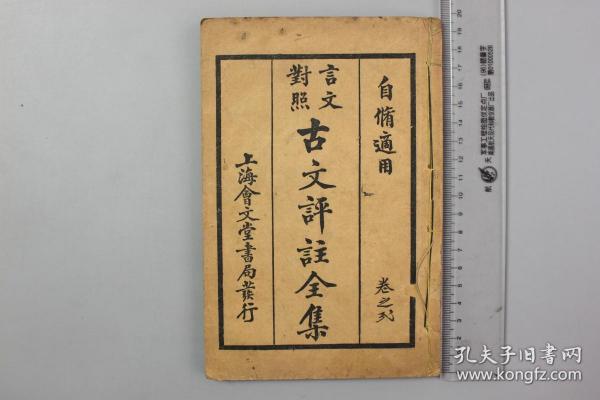 自脩適用
卷之弍
言文
對照
古文評註全集
上海會文堂書局發行
孔夫子旧书网
www.kongfz.com